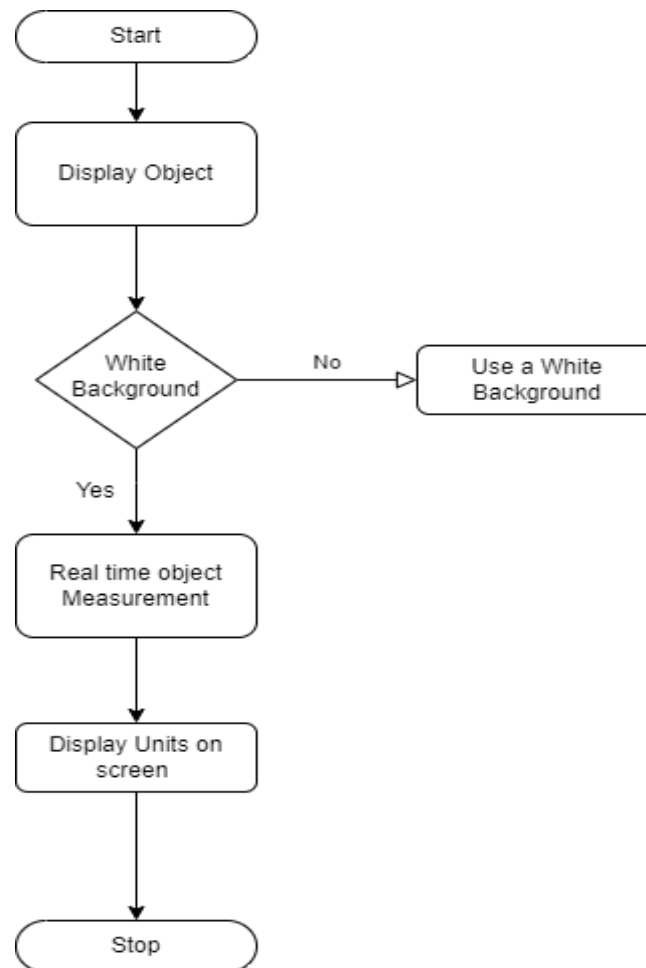 Start
Display Object
White
Background
No
Use a White
Background
Yes
Real time object
Measurement
Display Units on
screen
Stop